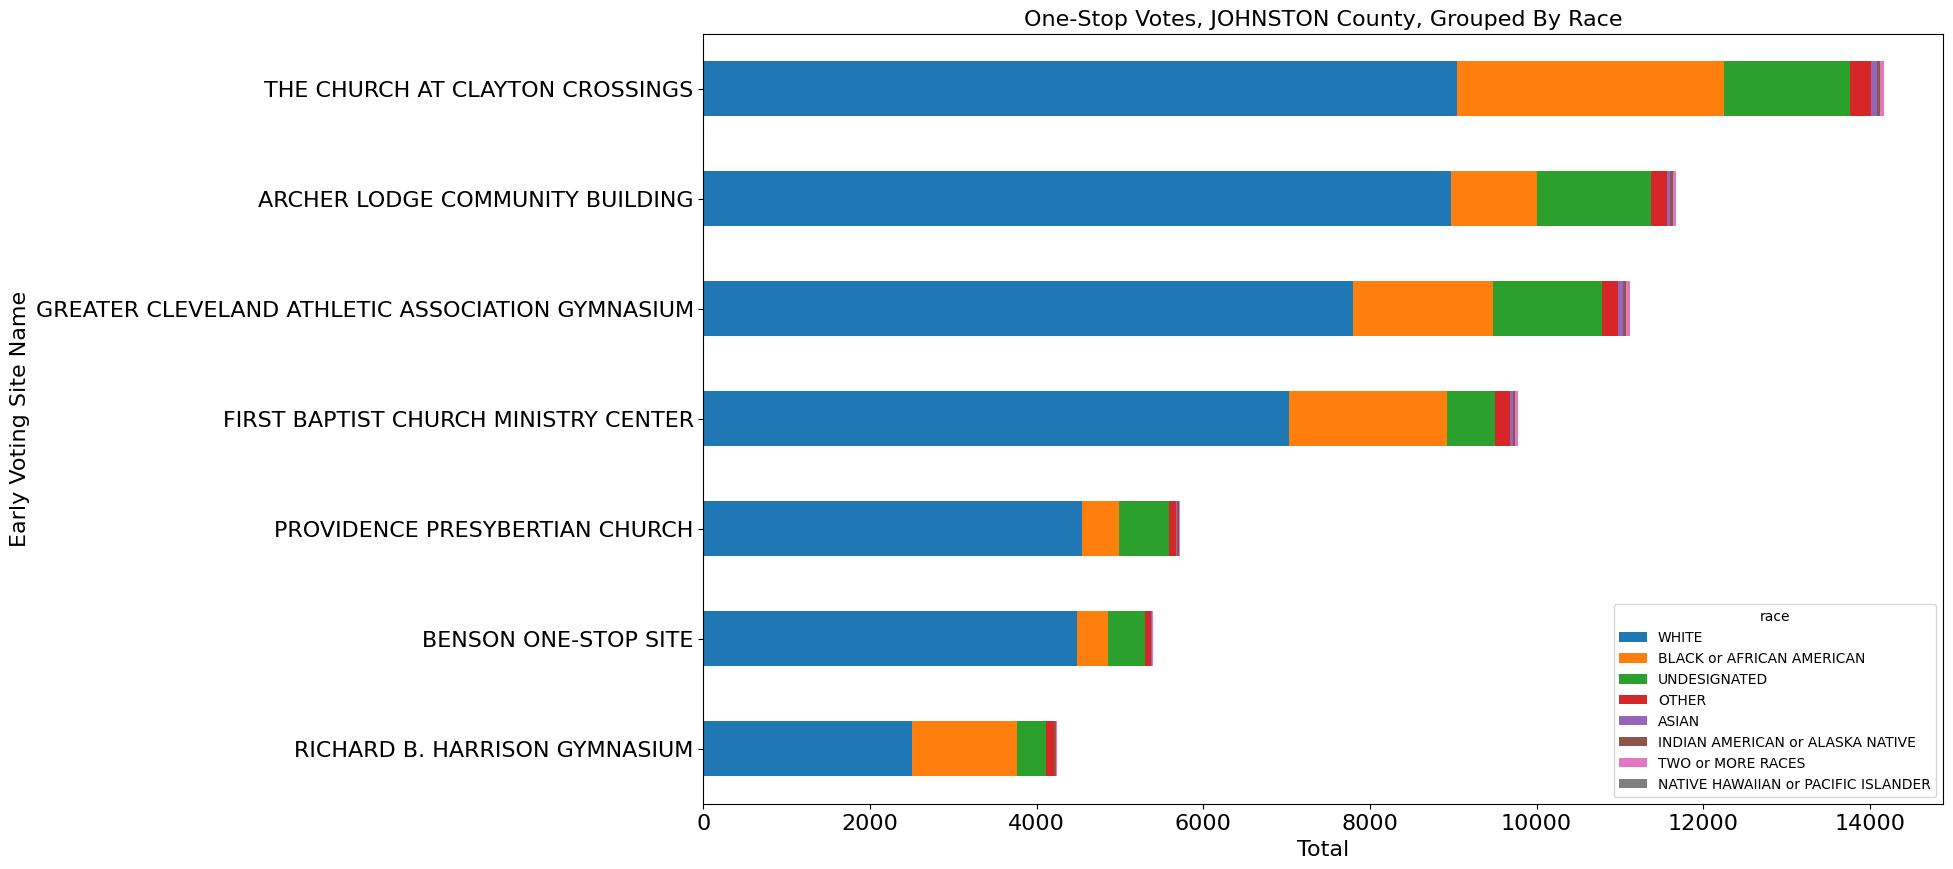 One-Stop Votes, JOHNSTON County, Grouped By Race
Early Voting Site Name
THE CHURCH AT CLAYTON CROSSINGS
ARCHER LODGE COMMUNITY BUILDING
GREATER CLEVELAND ATHLETIC ASSOCIATION GYMNASIUM
FIRST BAPTIST CHURCH MINISTRY CENTER
PROVIDENCE PRESYBERTIAN CHURCH
BENSON ONE-STOP SITE
RICHARD B. HARRISON GYMNASIUM
race
WHITE
BLACK or AFRICAN AMERICAN
UNDESIGNATED
OTHER
ASIAN
INDIAN AMERICAN or ALASKA NATIVE
TWO or MORE RACES
NATIVE HAWAIIAN or PACIFIC ISLANDER
0 2000 4000 6000 8000 10000 12000 14000
Total